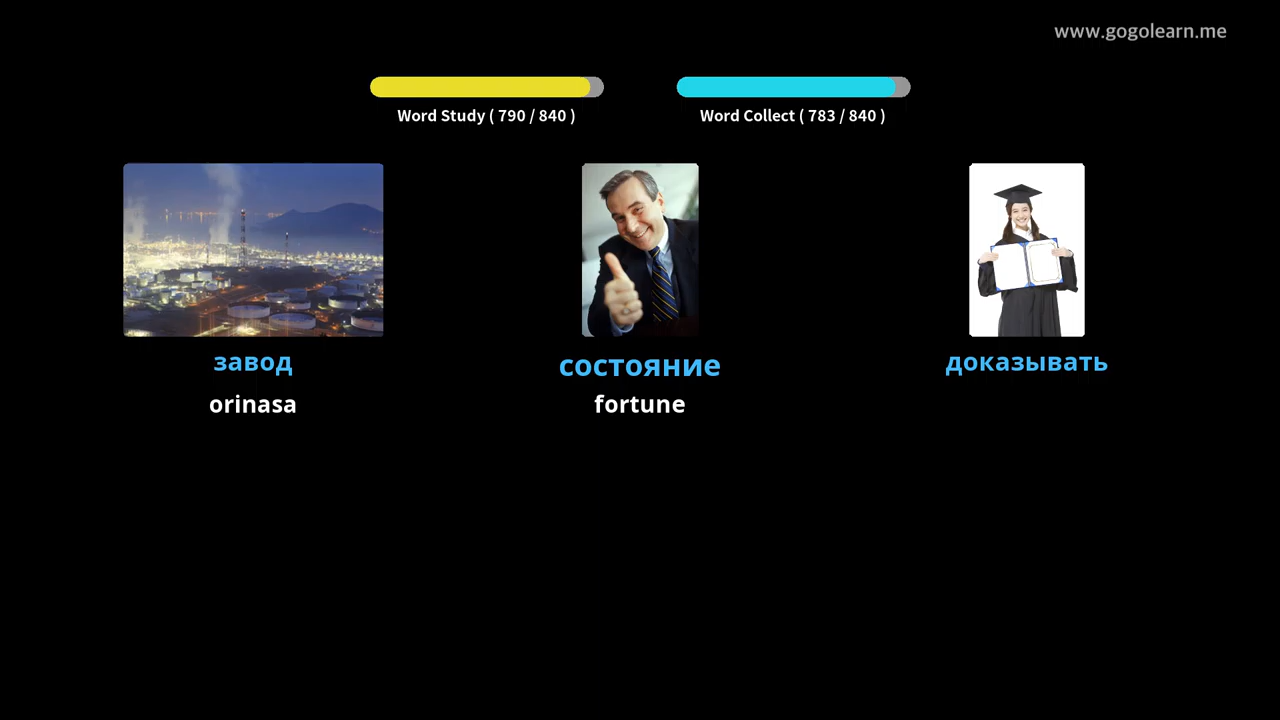 www.gogolearn.me
Word Study ( 790 / 840 )
Word Collect ( 783 / 840 )
завод
состояние
доказывать
orinasa
fortune